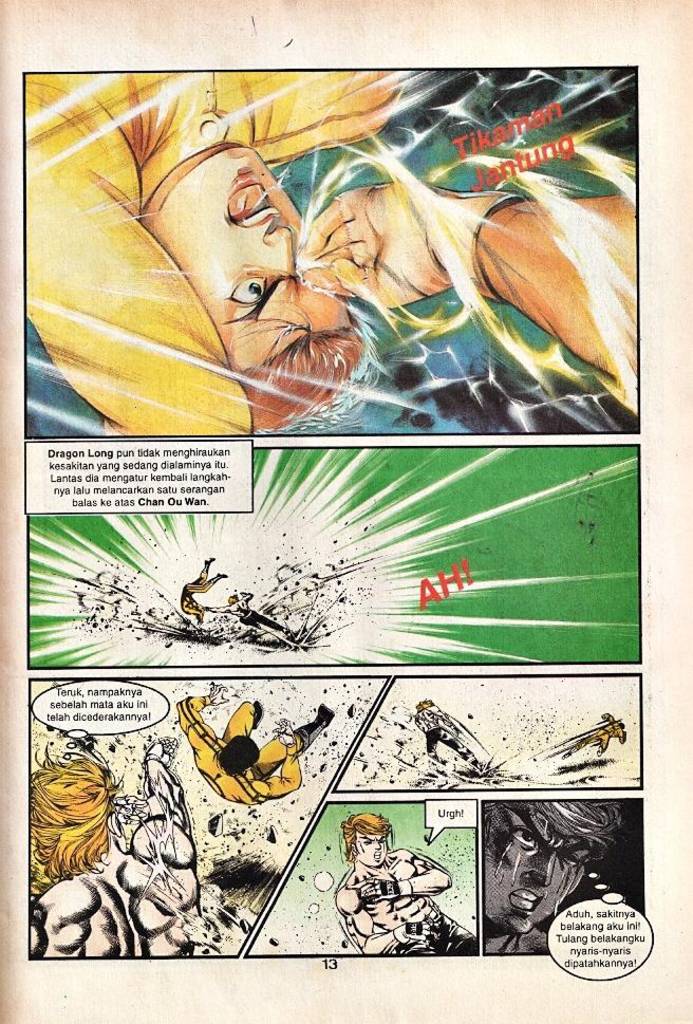 Tikaman
Jantung
Dragon Long pun tidak menghiraukan
kesakitan yang sedang dialaminya itu.
Lantas dia mengatur kembali langkah-
nya lalu melancarkan satu serangan
balas ke atas Chan Ou Wan.
AH!
Teruk, nampaknya
sebelah mata aku ini
telah dicederakannya!
Urgh!
Aduh, sakitnya
belakang aku ini!
Tulang belakangku
nyaris-nyaris
dipatahkannya!
13